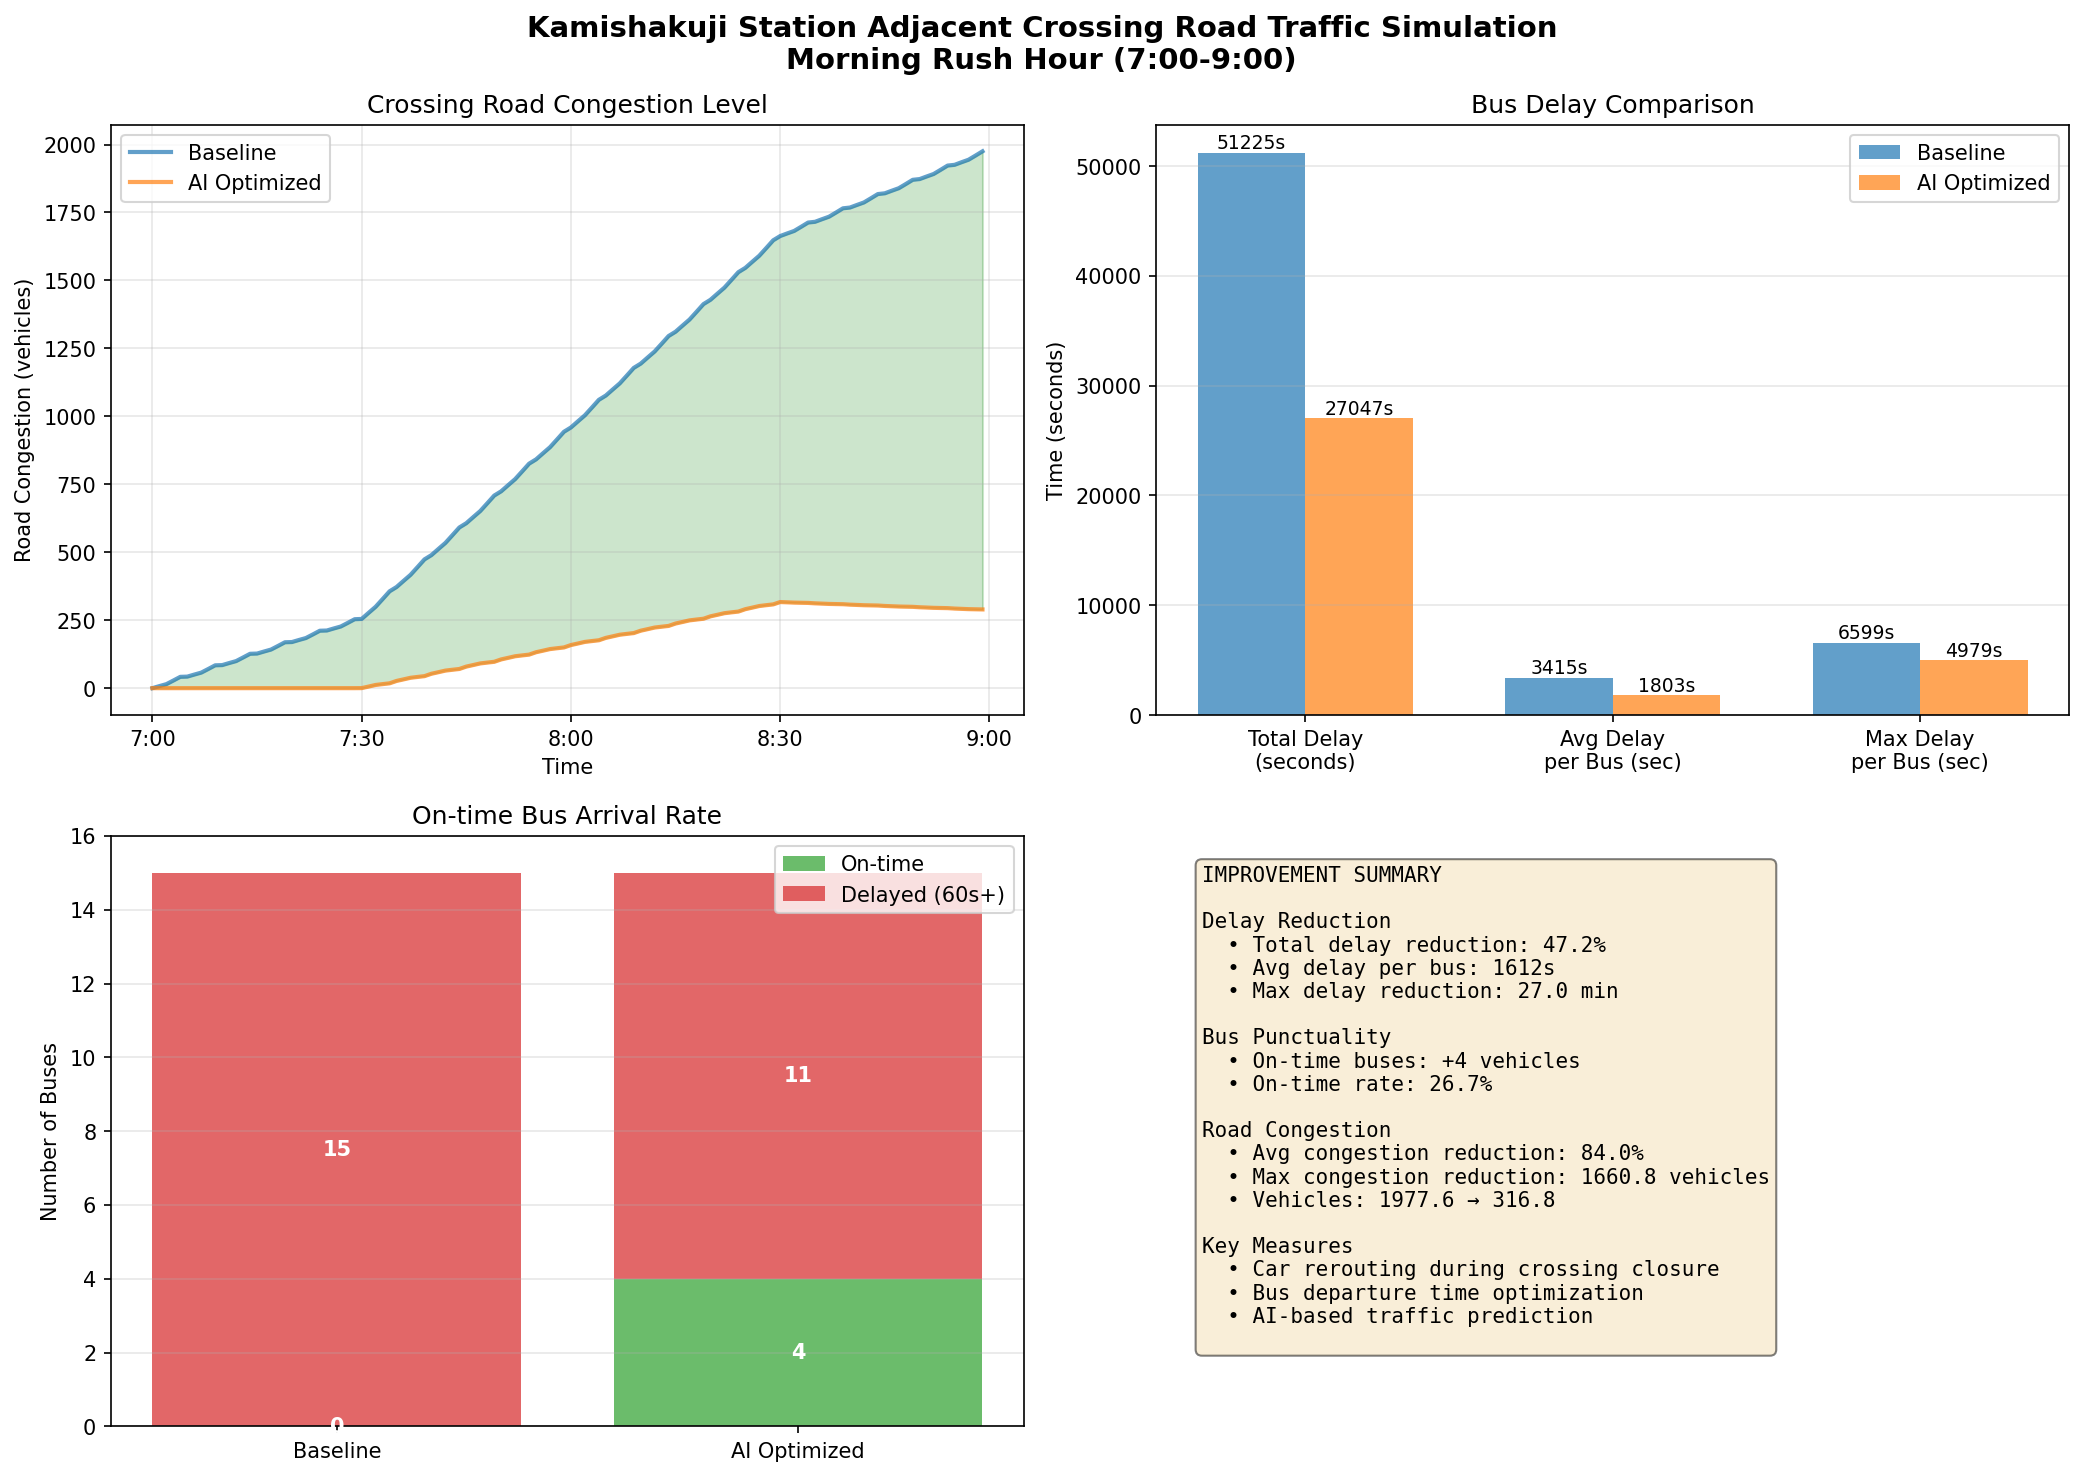 Kamishakuji Station Adjacent Crossing Road Traffic Simulation
Morning Rush Hour (7:00-9:00)
Crossing Road Congestion Level
Baseline
AI Optimized
Road Congestion (vehicles)
2000
1750
1500
1250
1000
750
500
250
0
7:00
7:30
8:00
8:30
9:00
Time
Bus Delay Comparison
Baseline
AI Optimized
Time (seconds)
50000
40000
30000
20000
10000
0
51225s
27047s
3415s
1803s
6599s
4979s
Total Delay
(seconds)
Avg Delay
per Bus (sec)
Max Delay
per Bus (sec)
On-time Bus Arrival Rate
On-time
Delayed (60s+)
Number of Buses
16
14
12
10
8
6
4
2
0
15
0
11
4
Baseline
AI Optimized
IMPROVEMENT SUMMARY
Delay Reduction
• Total delay reduction: 47.2%
• Avg delay per bus: 1612s
• Max delay reduction: 27.0 min
Bus Punctuality
• On-time buses: +4 vehicles
• On-time rate: 26.7%
Road Congestion
• Avg congestion reduction: 84.0%
• Max congestion reduction: 1660.8 vehicles
• Vehicles: 1977.6 → 316.8
Key Measures
• Car rerouting during crossing closure
• Bus departure time optimization
• AI-based traffic prediction